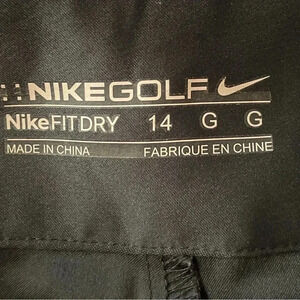 NIKEGOLF
NikeFITDRY 14 G G
MADE IN CHINA FABRIQUE EN CHINE